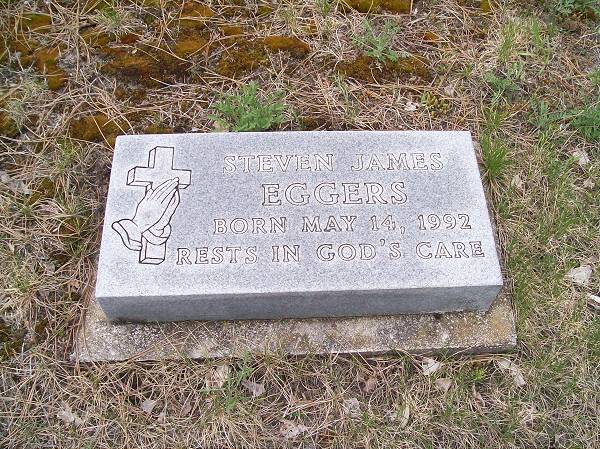 STEVEN JAMES
EGGERS
BORN MAY 14, 1992
RESTS IN GOD'S CARE